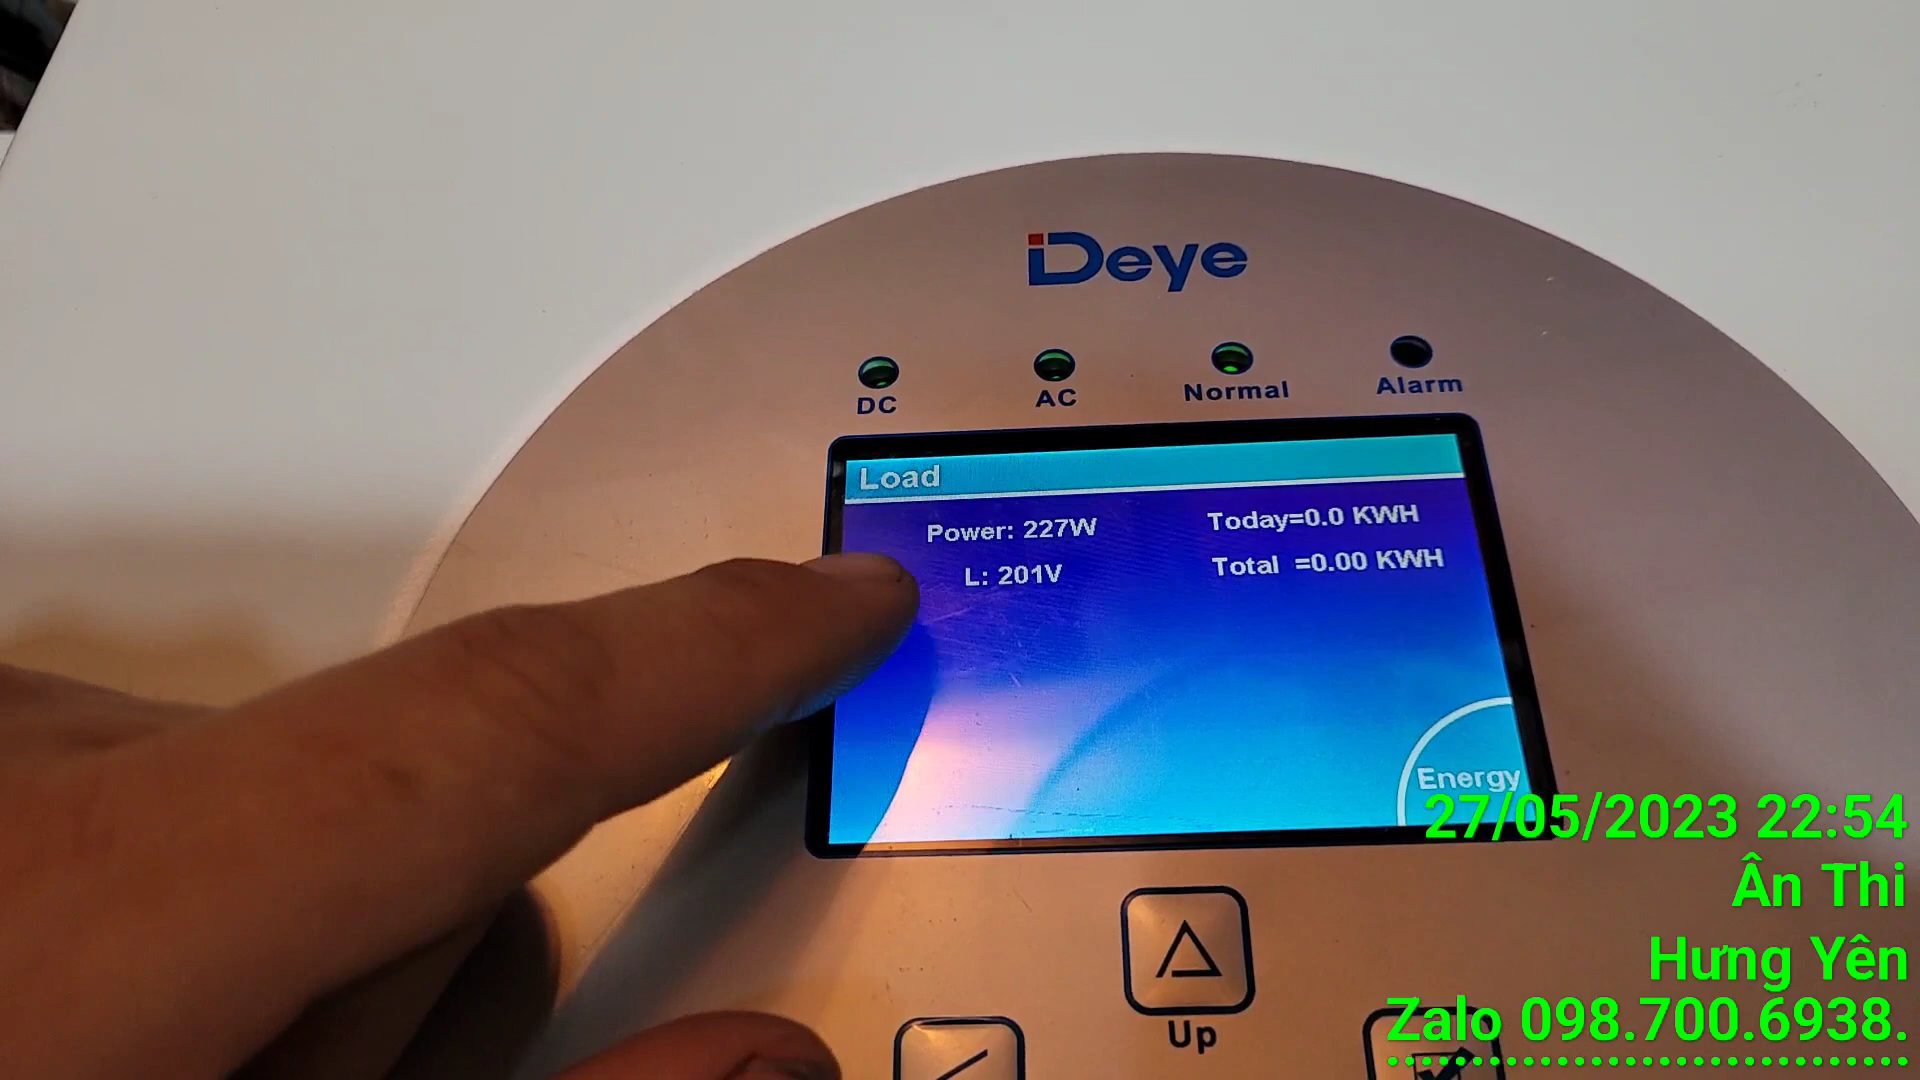 Deye
DC
AC
Normal
Alarm
Load
Power: 227W
Today=0.0 KWH
L: 201V
Total =0.00 KWH
Energy
27/05/2023 22:54
Ân Thi
Hưng Yên
Zalo 098.700.6938.
Up